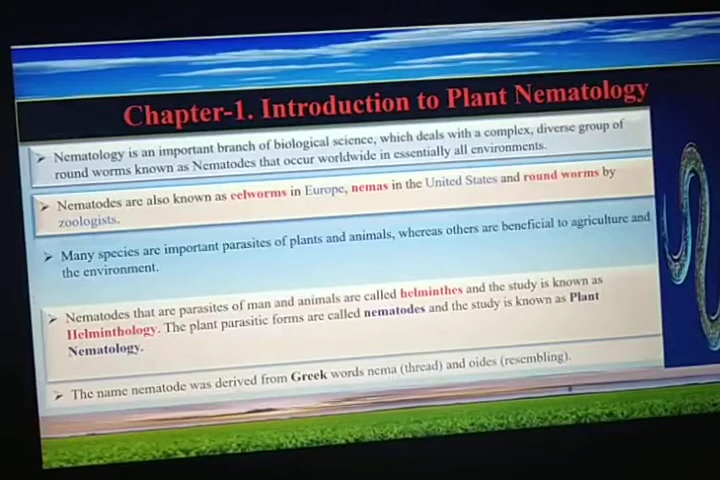 Chapter-1. Introduction to Plant Nematology
➢ Nematology is an important branch of biological science, which deals with a complex, diverse group of
round worms known as Nematodes that occur worldwide in essentially all environments.
➢ Nematodes are also known as eelworms in Europe, nemas in the United States and round worms by
zoologists.
➢ Many species are important parasites of plants and animals, whereas others are beneficial to agriculture and
the environment.
➢ Nematodes that are parasites of man and animals are called helminthes and the study is known as
Helminthology. The plant parasitic forms are called nematodes and the study is known as Plant
Nematology.
➢ The name nematode was derived from Greek words nema (thread) and oides (resembling).